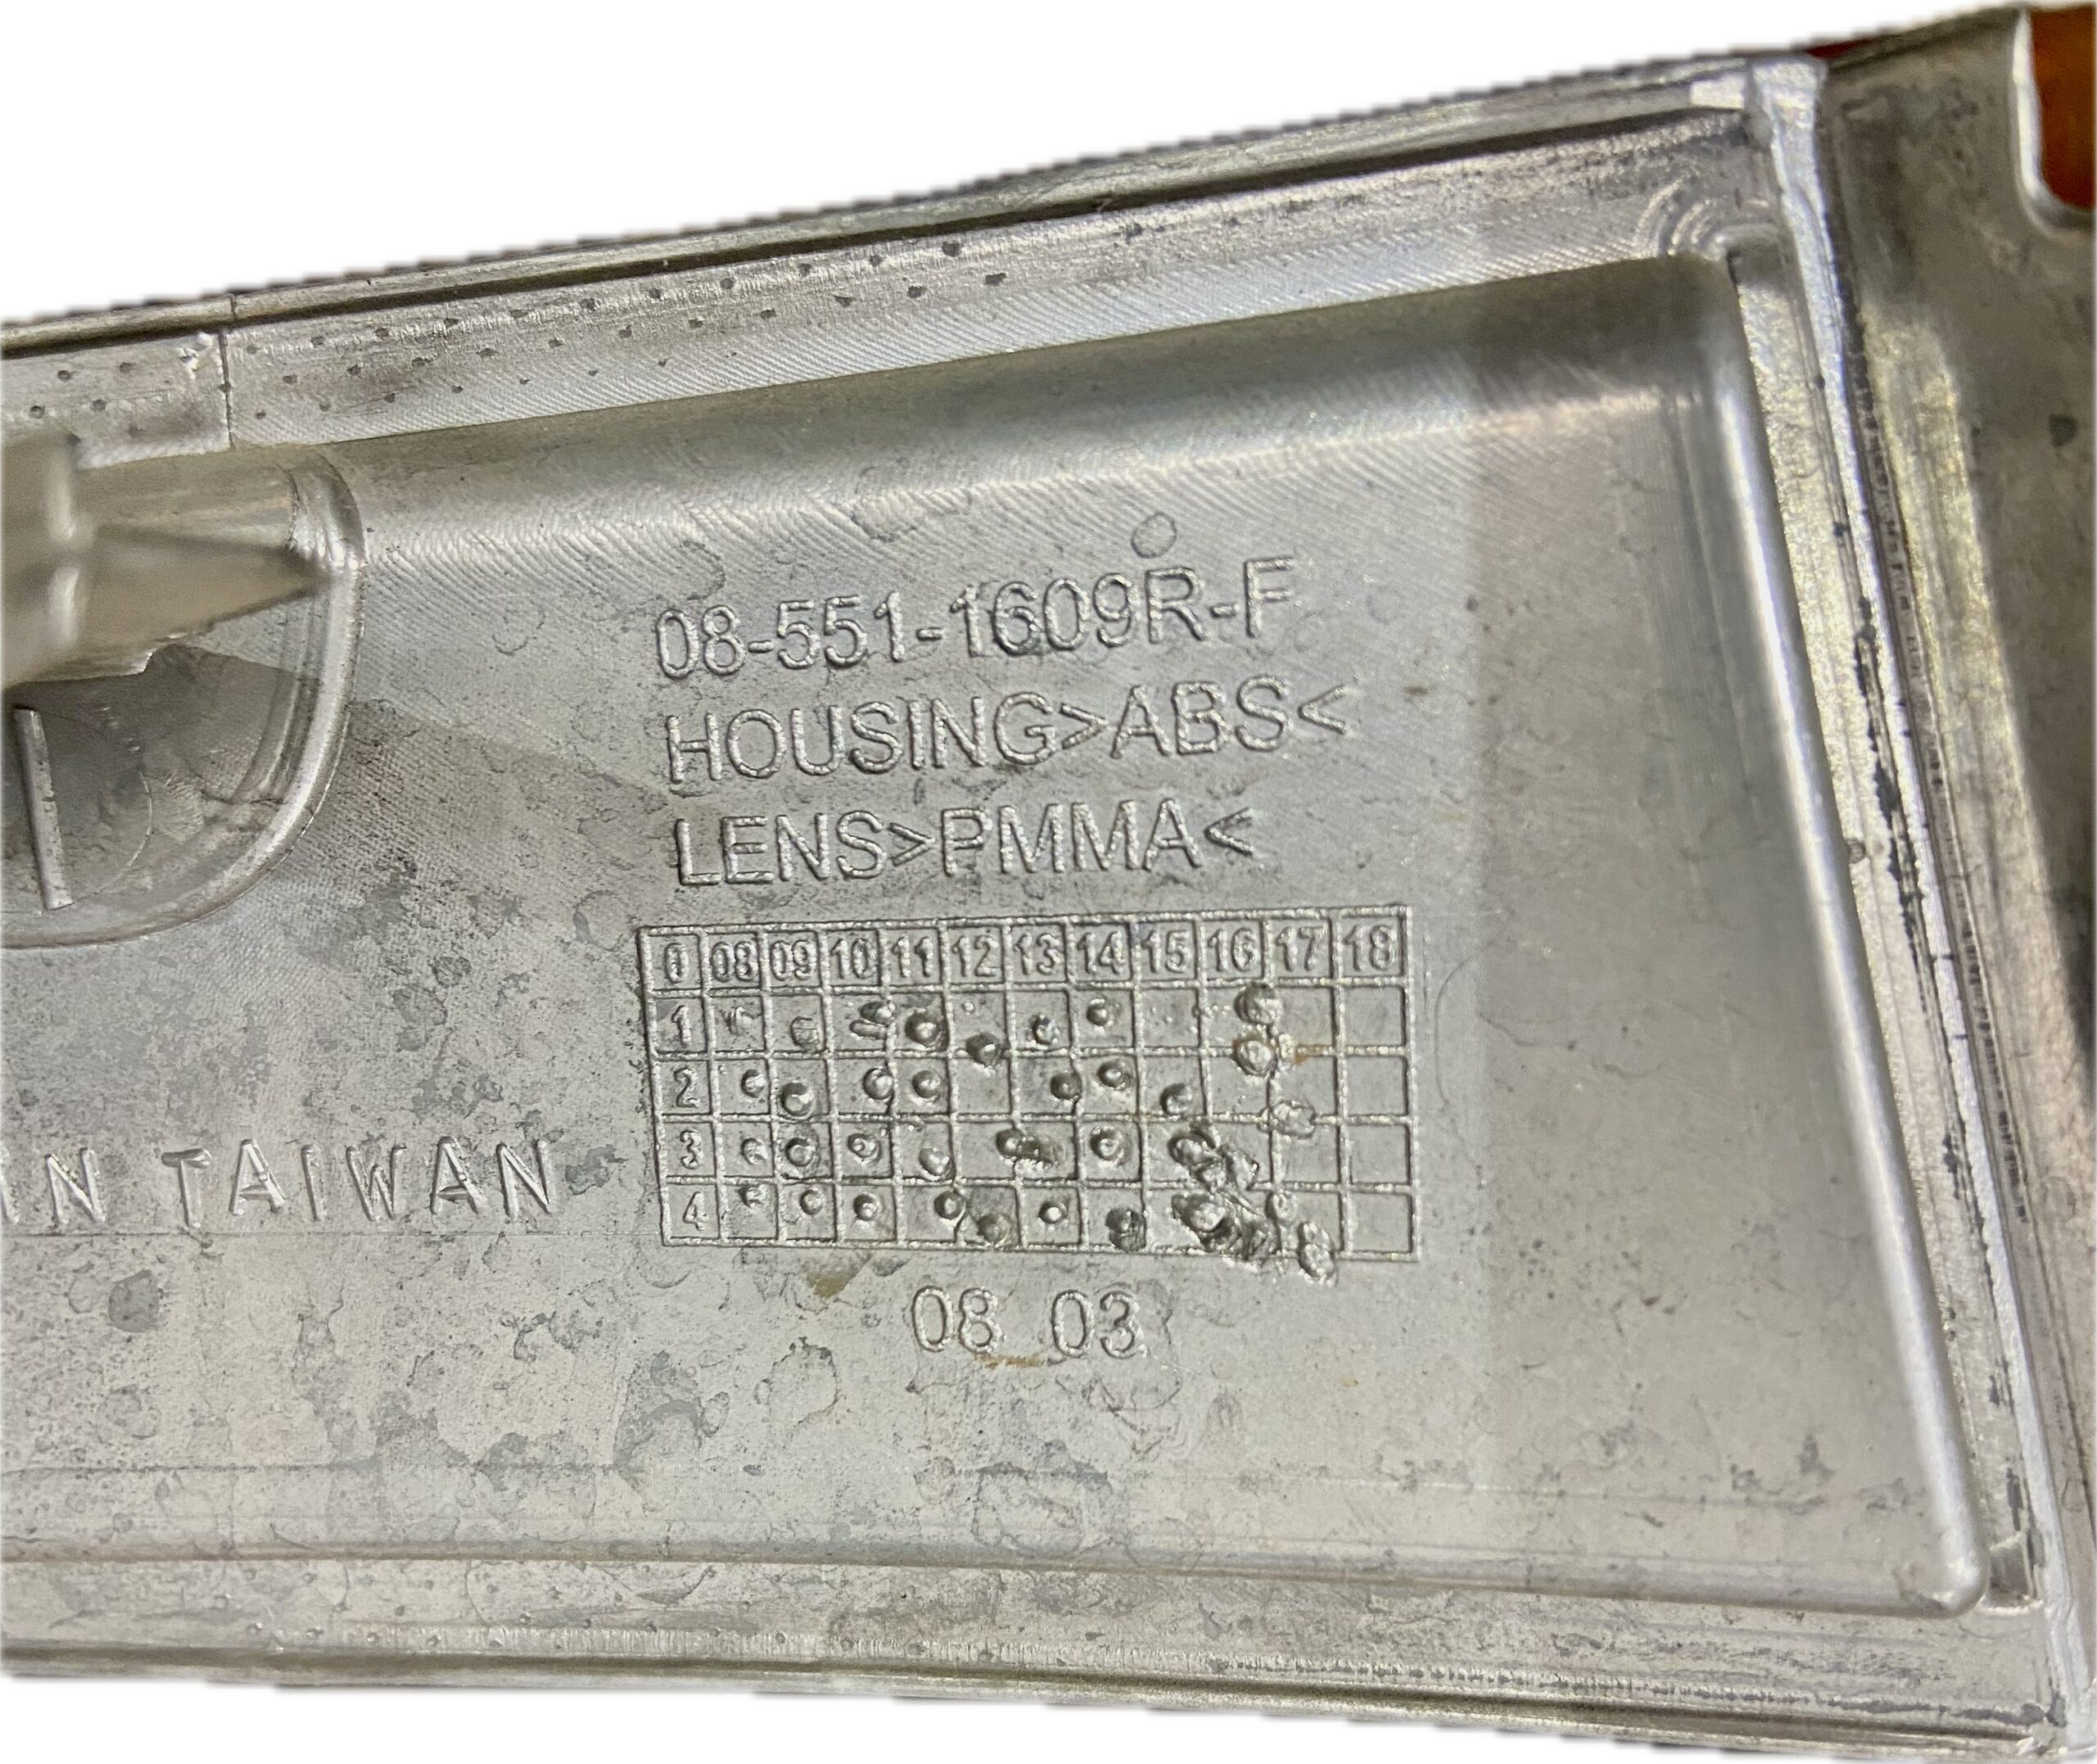 08-551-1609R-F
HOUSING>ABS<
LENS>PMMA<
0 08 09 10 11 12 13 14 15 16 17 18
1
2
3
4
N TAIWAN
08 03